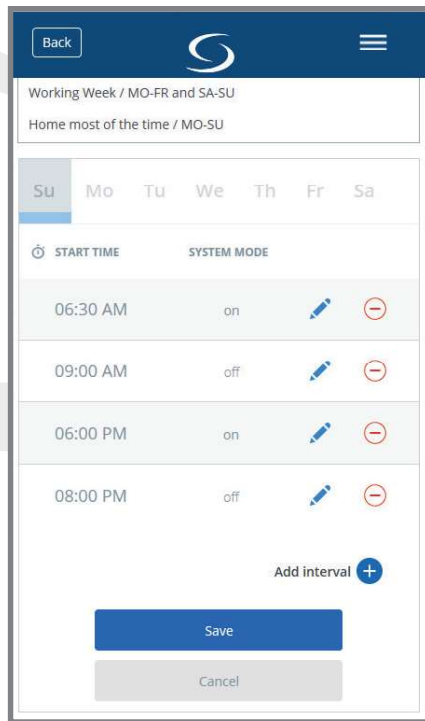 Back
Working Week / MO-FR and SA-SU
Home most of the time / MO-SU
Su Mo Tu We Th Fr Sa
START TIME SYSTEM MODE
06:30 AM on
09:00 AM off
06:00 PM on
08:00 PM off
Add interval
Save
Cancel